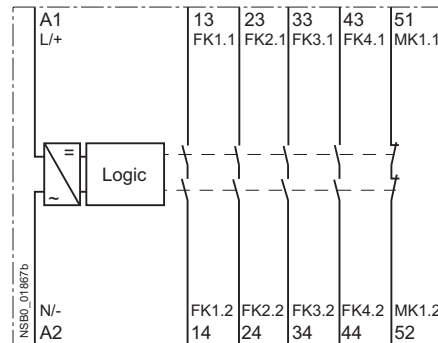 A1 13 23 33 43 51
L/+ FK1.1 FK2.1 FK3.1 FK4.1 MK1.1
=
Logic
~
NSB0_01867b
N/- FK1.2 FK2.2 FK3.2 FK4.2 MK1.2
A2 14 24 34 44 52